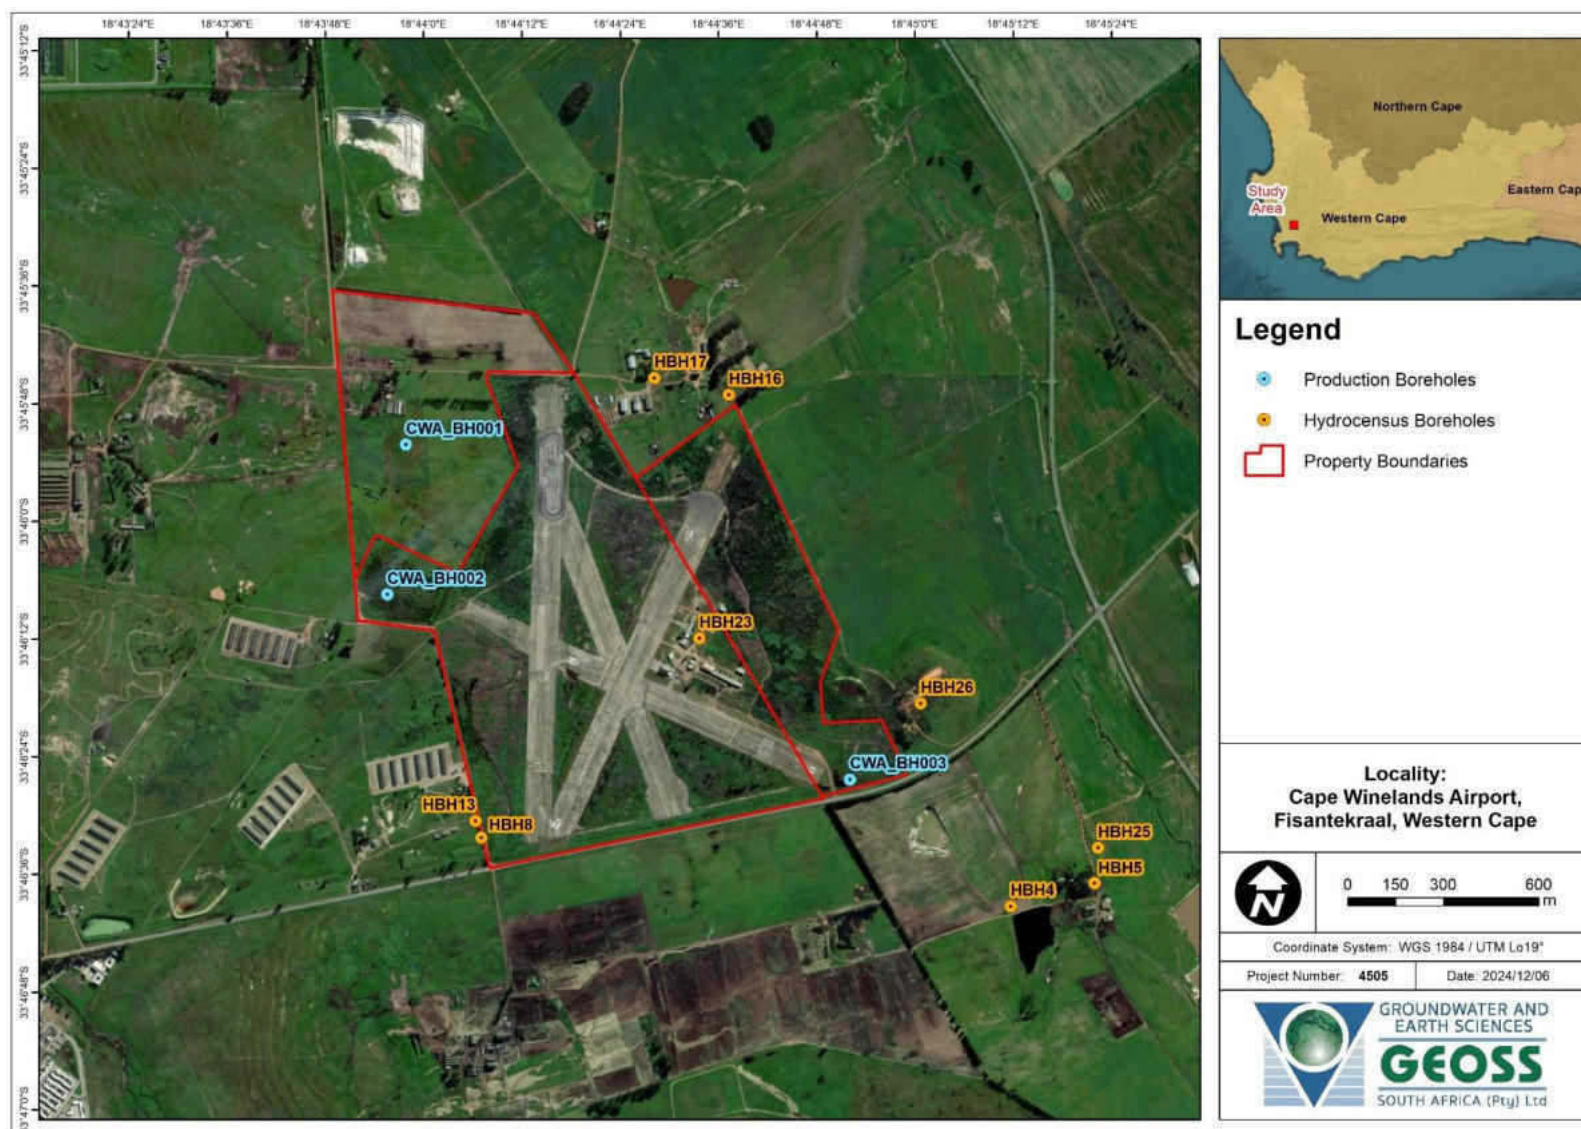 18°43'24"E
18°43'36"E
18°43'48"E
18°44'0"E
18°44'12"E
18°44'24"E
18°44'36"E
18°44'48"E
18°45'0"E
18°45'12"E
18°45'24"E
33°45'12"S
33°45'24"S
33°45'36"S
33°45'48"S
33°46'0"S
33°46'12"S
33°46'24"S
33°46'36"S
33°46'48"S
33°47'0"S
HBH17
HBH16
CWA_BH001
CWA_BH002
HBH23
HBH26
CWA_BH003
HBH13
HBH8
HBH25
HBH5
HBH4
Northern Cape
Eastern Cap
Study
Area
Western Cape
Legend
Production Boreholes
Hydrocensus Boreholes
Property Boundaries
Locality:
Cape Winelands Airport,
Fisantekraal, Western Cape
N
0 150 300 600
m
Coordinate System: WGS 1984 / UTM Lo19°
Project Number: 4505 Date: 2024/12/06
GROUNDWATER AND
EARTH SCIENCES
GEOSS
SOUTH AFRICA (Pty) Ltd